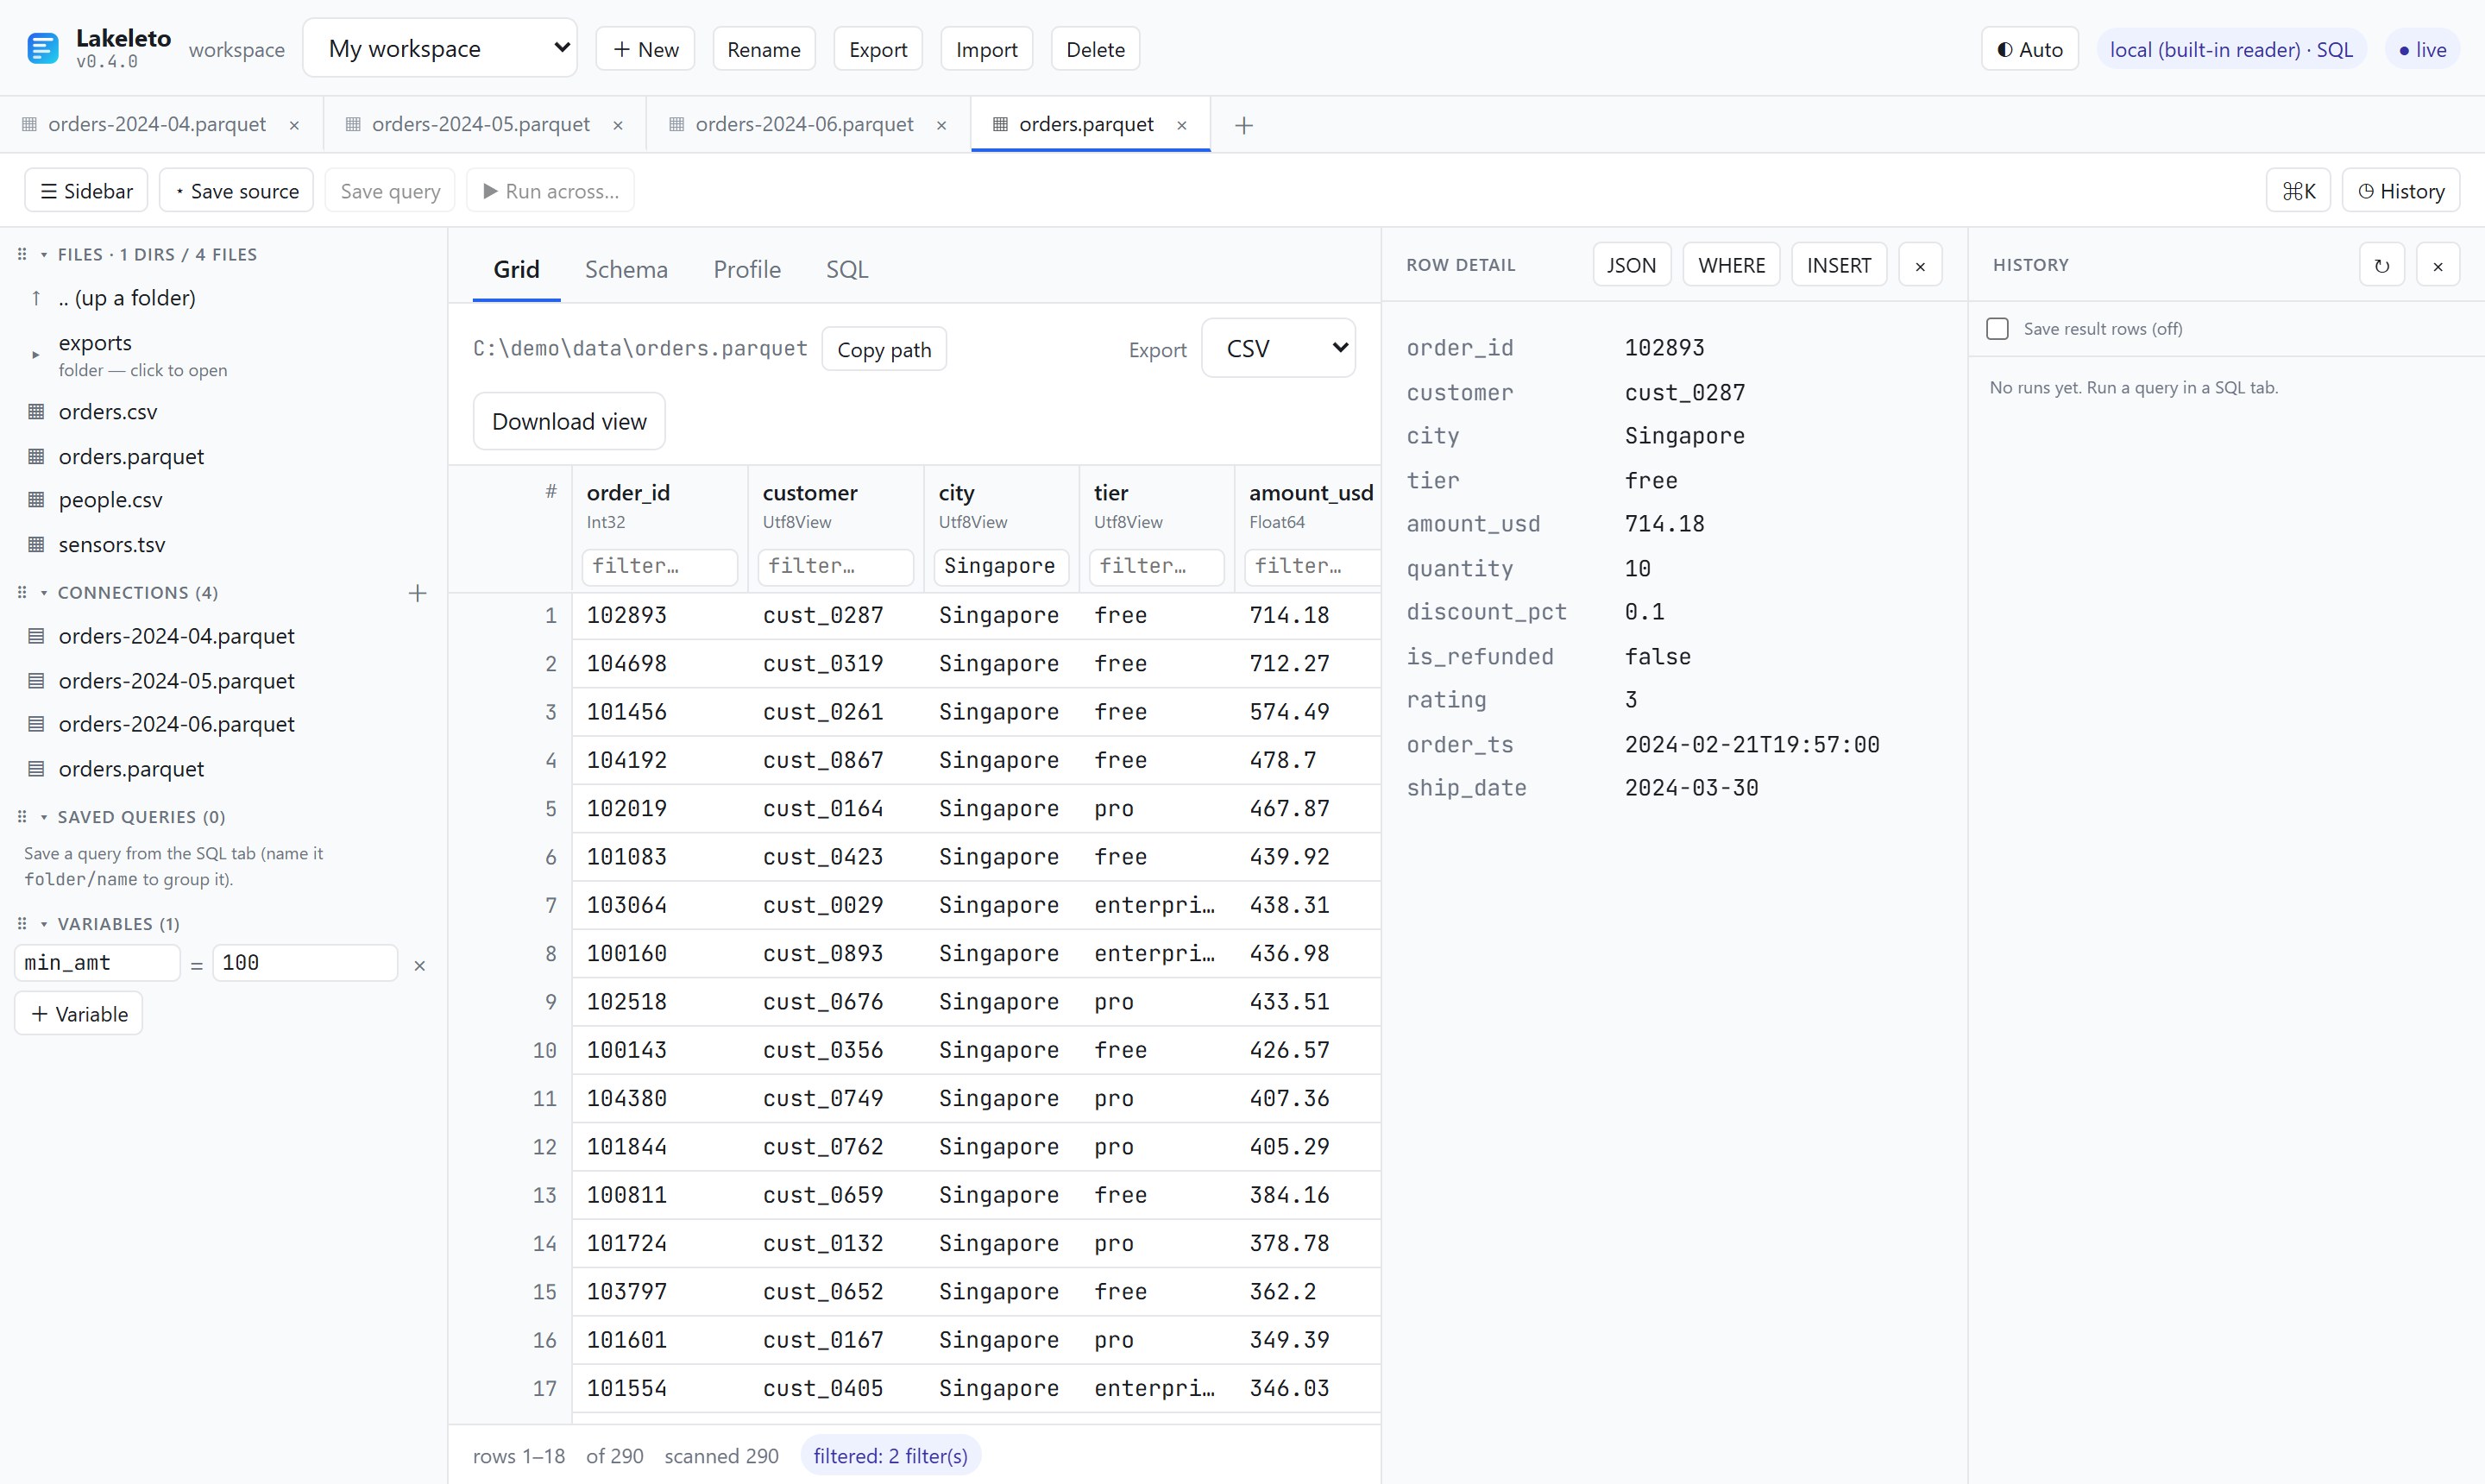 Lakeleto
v0.4.0
workspace
My workspace
+ New
Rename
Export
Import
Delete
◐ Auto
local (built-in reader) · SQL
● live
orders-2024-04.parquet ×
orders-2024-05.parquet ×
orders-2024-06.parquet ×
orders.parquet ×
+
☰ Sidebar
⋆ Save source
Save query
▶ Run across…
⌘K
◷ History
FILES · 1 DIRS / 4 FILES
↑ .. (up a folder)
exports
folder — click to open
orders.csv
orders.parquet
people.csv
sensors.tsv
CONNECTIONS (4) +
orders-2024-04.parquet
orders-2024-05.parquet
orders-2024-06.parquet
orders.parquet
SAVED QUERIES (0)
Save a query from the SQL tab (name it
folder/name to group it).
VARIABLES (1)
min_amt = 100 ×
+ Variable
Grid Schema Profile SQL
C:\demo\data\orders.parquet Copy path Export CSV
Download view
# order_id customer city tier amount_usd
Int32 Utf8View Utf8View Utf8View Float64
filter… filter… Singapore filter… filter…
1 102893 cust_0287 Singapore free 714.18
2 104698 cust_0319 Singapore free 712.27
3 101456 cust_0261 Singapore free 574.49
4 104192 cust_0867 Singapore free 478.7
5 102019 cust_0164 Singapore pro 467.87
6 101083 cust_0423 Singapore free 439.92
7 103064 cust_0029 Singapore enterpri… 438.31
8 100160 cust_0893 Singapore enterpri… 436.98
9 102518 cust_0676 Singapore pro 433.51
10 100143 cust_0356 Singapore free 426.57
11 104380 cust_0749 Singapore pro 407.36
12 101844 cust_0762 Singapore pro 405.29
13 100811 cust_0659 Singapore free 384.16
14 101724 cust_0132 Singapore pro 378.78
15 103797 cust_0652 Singapore free 362.2
16 101601 cust_0167 Singapore pro 349.39
17 101554 cust_0405 Singapore enterpri… 346.03
rows 1–18 of 290 scanned 290 filtered: 2 filter(s)
ROW DETAIL JSON WHERE INSERT ×
order_id 102893
customer cust_0287
city Singapore
tier free
amount_usd 714.18
quantity 10
discount_pct 0.1
is_refunded false
rating 3
order_ts 2024-02-21T19:57:00
ship_date 2024-03-30
HISTORY ↻ ×
Save result rows (off)
No runs yet. Run a query in a SQL tab.